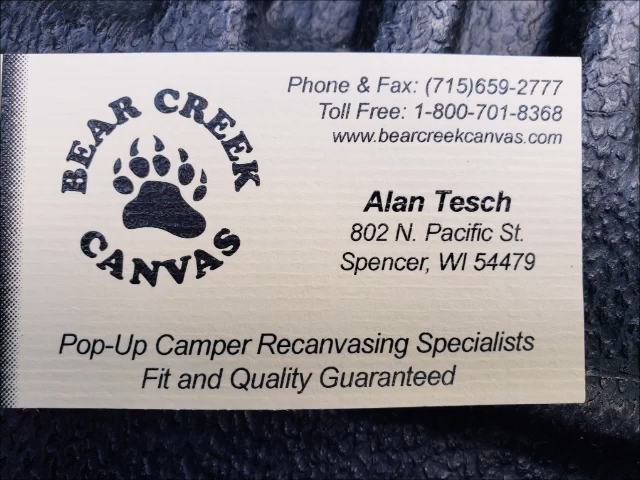 BEAR CREEK
CANVAS
Phone & Fax: (715)659-2777
Toll Free: 1-800-701-8368
www.bearcreekcanvas.com
Alan Tesch
802 N. Pacific St.
Spencer, WI 54479
Pop-Up Camper Recanvasing Specialists
Fit and Quality Guaranteed